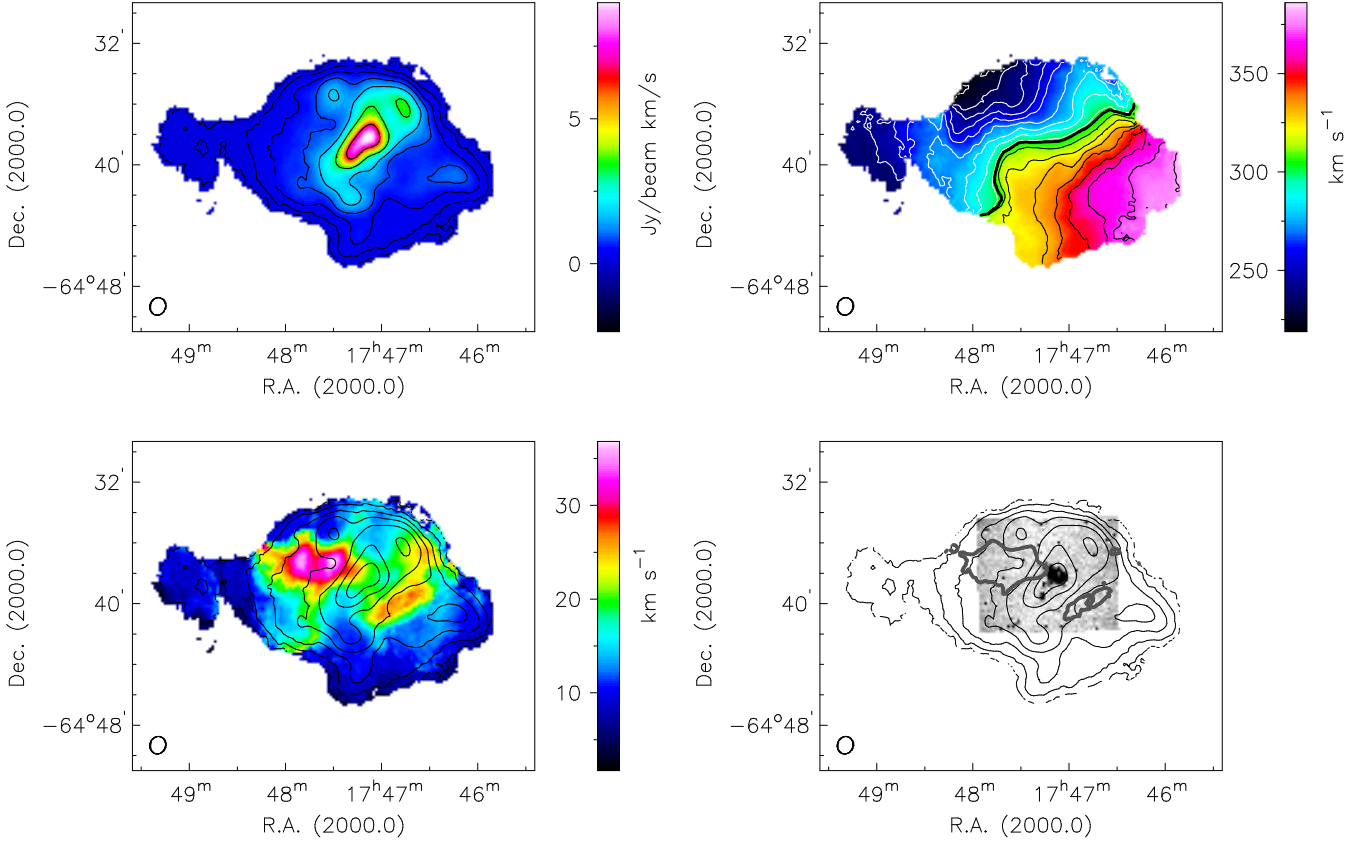 32'
40'
−64°48'
Dec. (2000.0)
49ᵐ 48ᵐ 17ʰ47ᵐ 46ᵐ
R.A. (2000.0)
5
0
Jy/beam km/s
32'
40'
−64°48'
Dec. (2000.0)
49ᵐ 48ᵐ 17ʰ47ᵐ 46ᵐ
R.A. (2000.0)
350
300
250
km s⁻¹
32'
40'
−64°48'
Dec. (2000.0)
49ᵐ 48ᵐ 17ʰ47ᵐ 46ᵐ
R.A. (2000.0)
30
20
10
km s⁻¹
32'
40'
−64°48'
Dec. (2000.0)
49ᵐ 48ᵐ 17ʰ47ᵐ 46ᵐ
R.A. (2000.0)